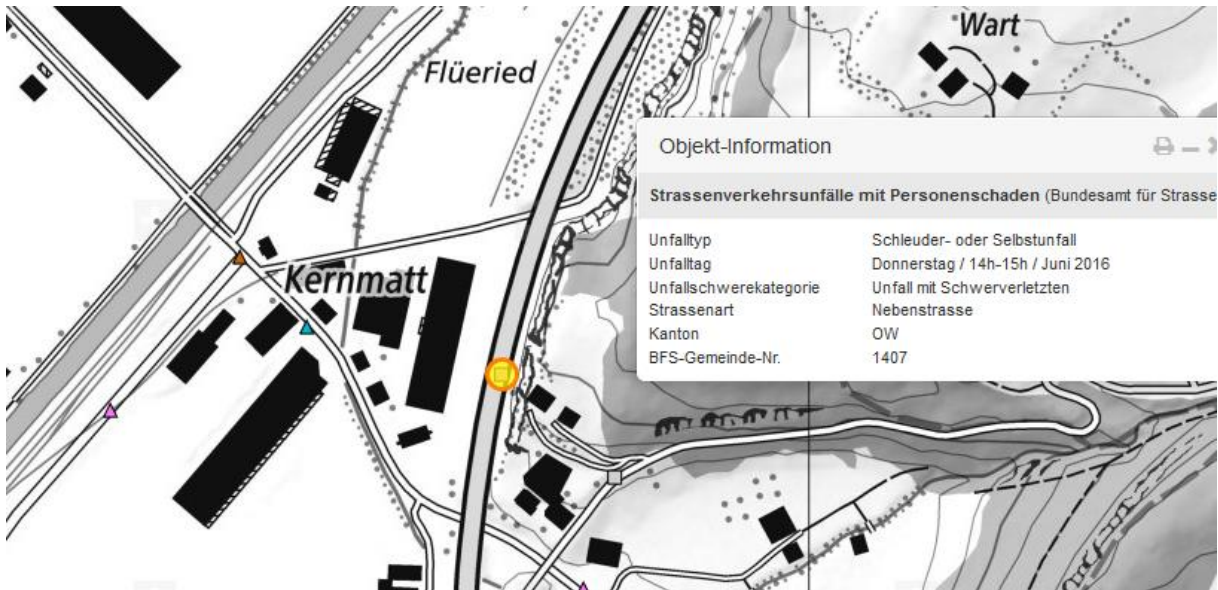 Wart
Flüeried
Kernmatt
Objekt-Information
Strassenverkehrsunfälle mit Personenschaden (Bundesamt für Strasse
Unfalltyp Schleuder- oder Selbstunfall
Unfalltag Donnerstag / 14h-15h / Juni 2016
Unfallschwerekategorie Unfall mit Schwerverletzten
Strassenart Nebenstrasse
Kanton OW
BFS-Gemeinde-Nr. 1407